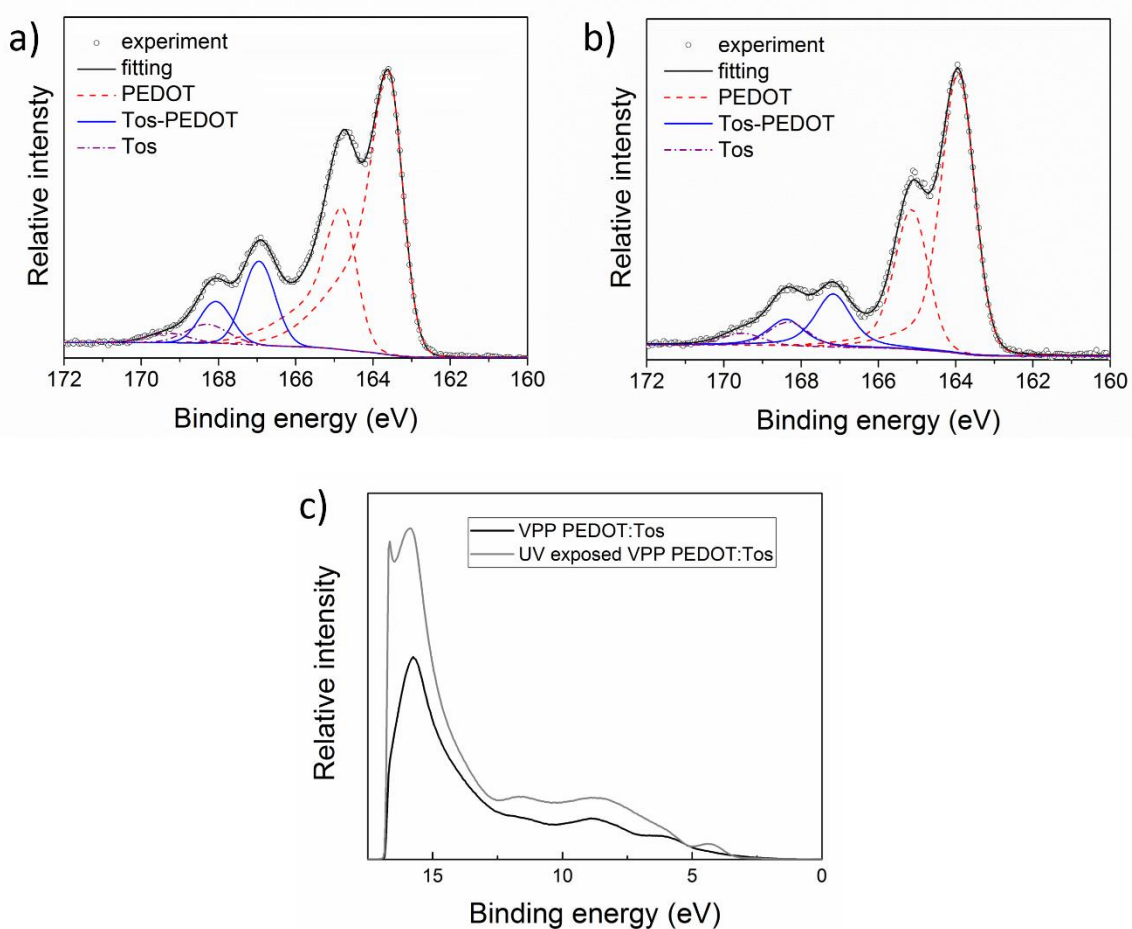 a)
experiment
fitting
PEDOT
Tos-PEDOT
Tos
Relative intensty
172 170 168 166 164 162 160
Binding energy (eV)
b)
experiment
fitting
PEDOT
Tos-PEDOT
Tos
Relative intensty
172 170 168 166 164 162 160
Binding energy (eV)
c)
VPP PEDOT:Tos
UV exposed VPP PEDOT:Tos
Relative intensity
15 10 5 0
Binding energy (eV)